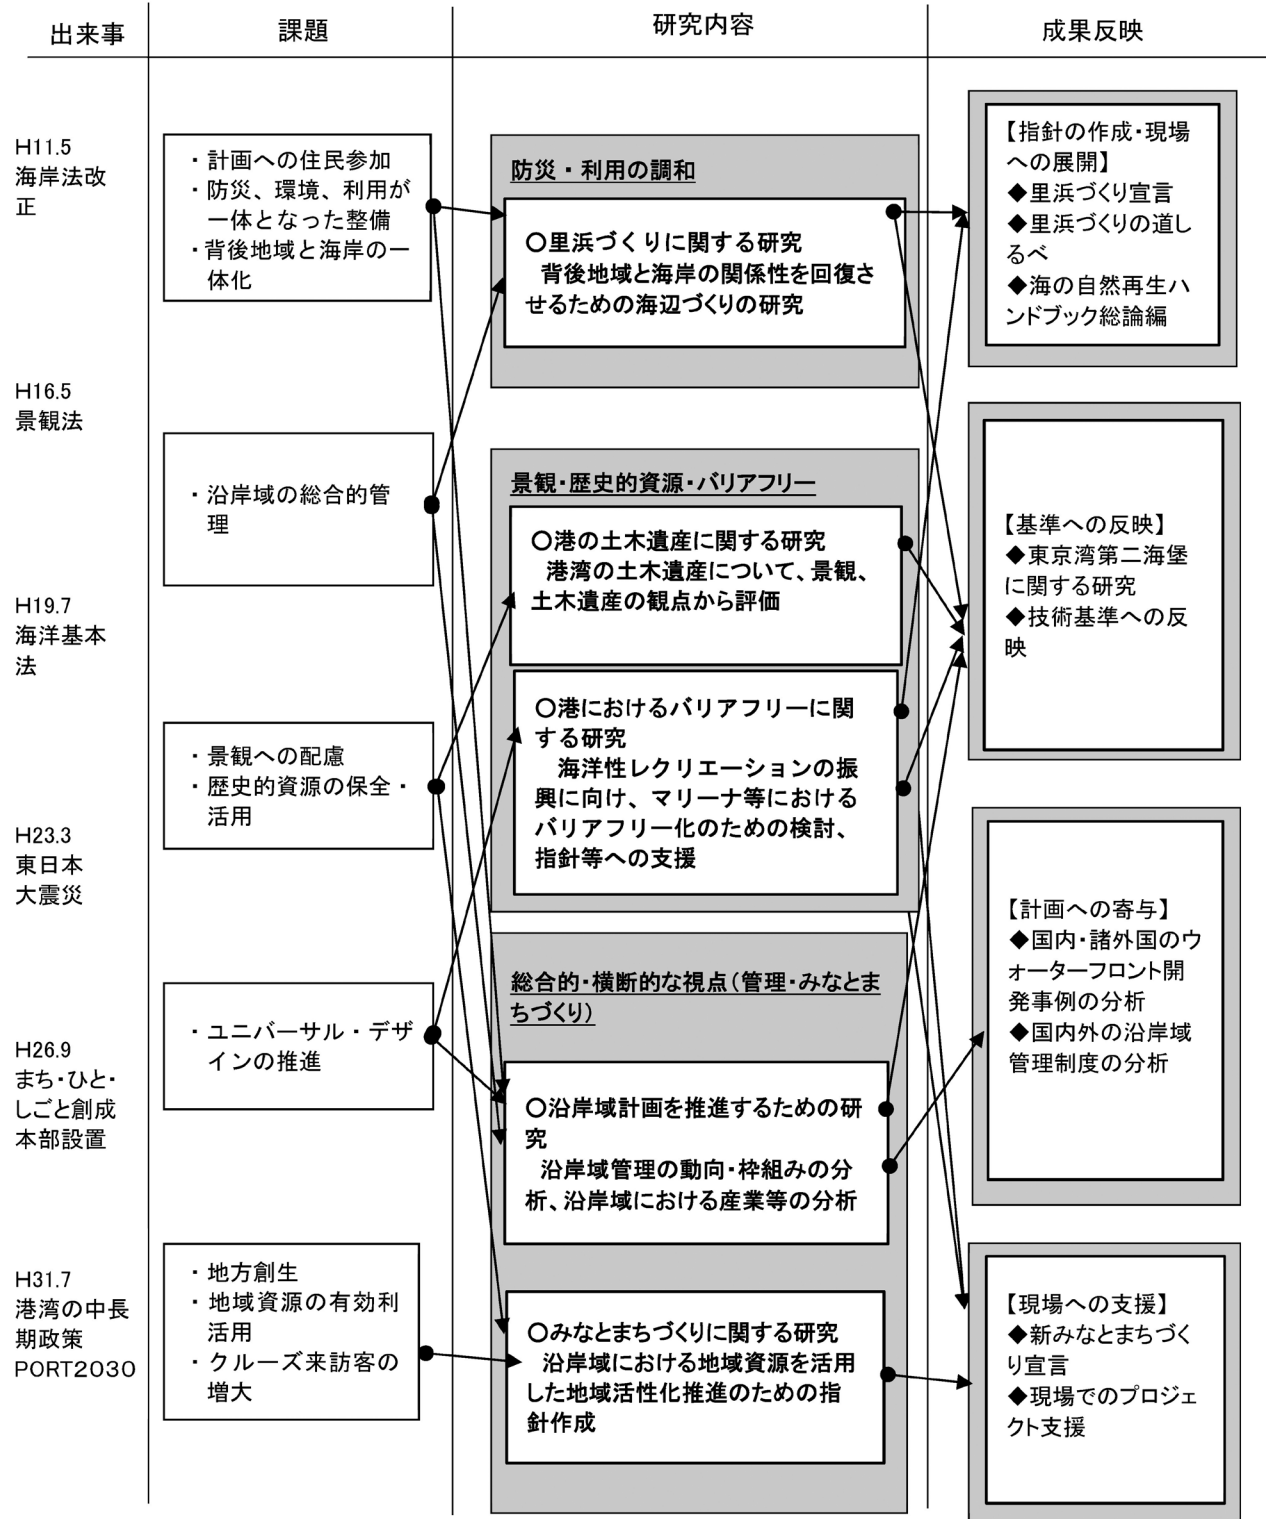 出来事
課題
研究内容
成果反映
H11.5
海岸法改
正
H16.5
景観法
H19.7
海洋基本
法
H23.3
東日本
大震災
H26.9
まち・ひと・
しごと創成
本部設置
H31.7
港湾の中長
期政策
PORT2030
・計画への住民参加
・防災、環境、利用が
一体となった整備
・背後地域と海岸の一
体化
・沿岸域の総合的管
理
・景観への配慮
・歴史的資源の保全・
活用
・ユニバーサル・デザ
インの推進
・地方創生
・地域資源の有効利
活用
・クルーズ来訪客の
増大
防災・利用の調和
○里浜づくりに関する研究
背後地域と海岸の関係性を回復さ
せるための海辺づくりの研究
景観・歴史的資源・バリアフリー
○港の土木遺産に関する研究
港湾の土木遺産について、景観、
土木遺産の観点から評価
○港におけるバリアフリーに関
する研究
海洋性レクリエーションの振
興に向け、マリーナ等における
バリアフリー化のための検討、
指針等への支援
総合的・横断的な視点(管理・みなとま
ちづくり)
○沿岸域計画を推進するための研
究
沿岸域管理の動向・枠組みの分
析、沿岸域における産業等の分析
○みなとまちづくりに関する研究
沿岸域における地域資源を活用
した地域活性化推進のための指
針作成
【指針の作成・現場
への展開】
◆里浜づくり宣言
◆里浜づくりの道し
るべ
◆海の自然再生ハ
ンドブック総論編
【基準への反映】
◆東京湾第二海堡
に関する研究
◆技術基準への反
映
【計画への寄与】
◆国内・諸外国のウ
ォーターフロント開
発事例の分析
◆国内外の沿岸域
管理制度の分析
【現場への支援】
◆新みなとまちづく
り宣言
◆現場でのプロジェ
クト支援